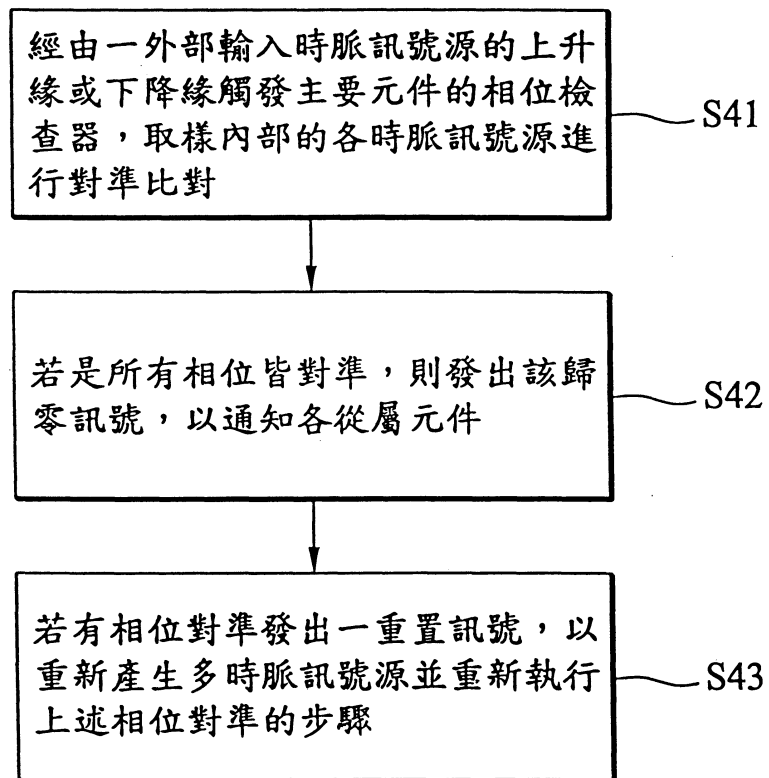 經由一外部輸入時脈訊號源的上升
緣或下降緣觸發主要元件的相位檢
查器，取樣內部的各時脈訊號源進
行對準比對
S41
若是所有相位皆對準，則發出該歸
零訊號，以通知各從屬元件
S42
若有相位對準發出一重置訊號，以
重新產生多時脈訊號源並重新執行
上述相位對準的步驟
S43